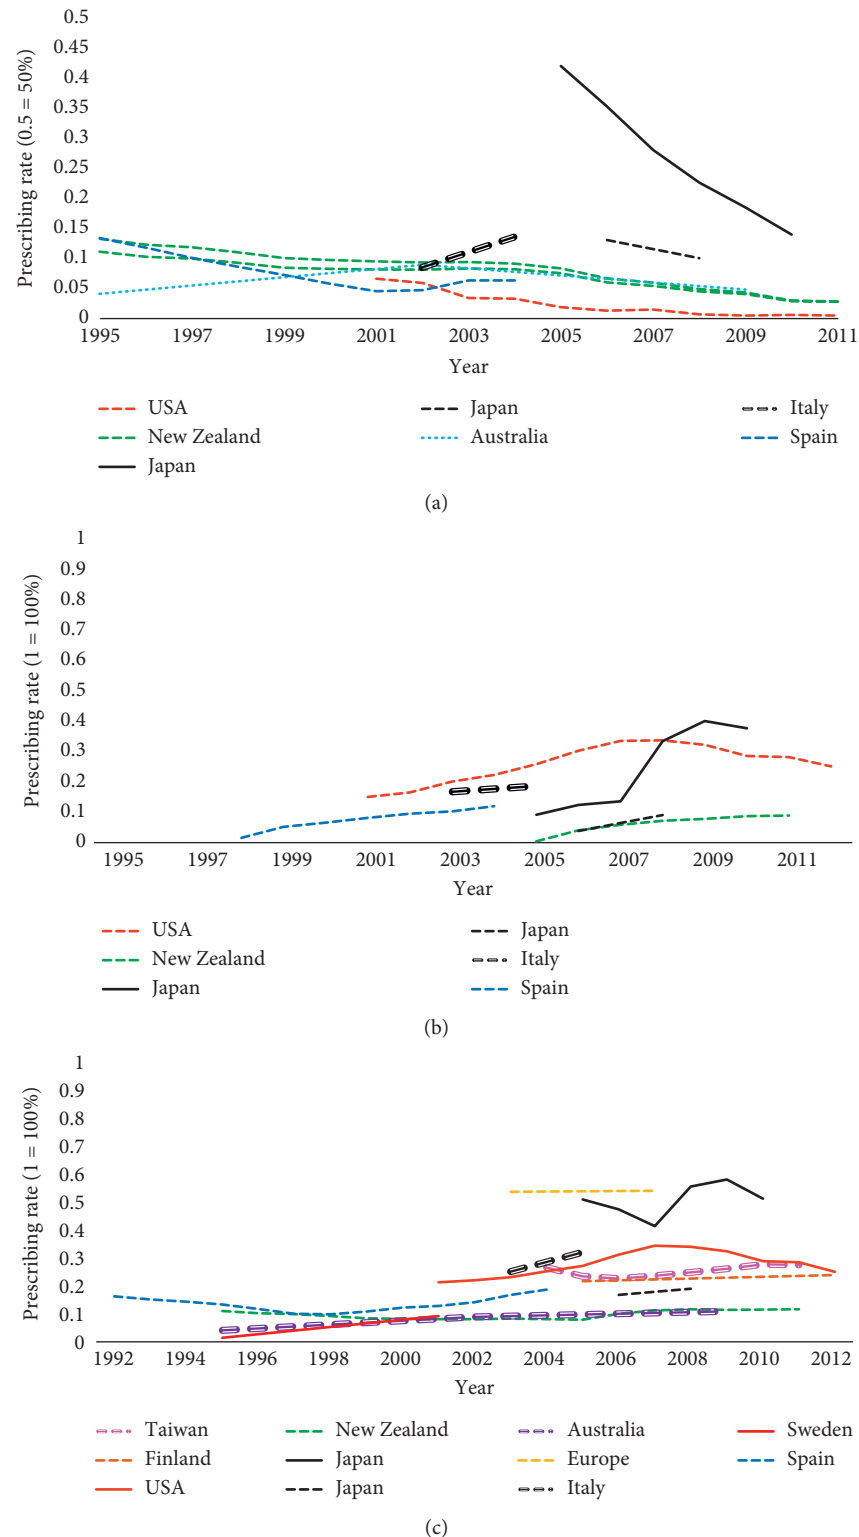 Prescribing rate (0.5 = 50%)
0.5
0.45
0.4
0.35
0.3
0.25
0.2
0.15
0.1
0.05
0
1995 1997 1999 2001 2003 2005 2007 2009 2011
Year
USA Japan Italy
New Zealand Australia Spain
Japan
(a)
Prescribing rate (1 = 100%)
1
0.9
0.8
0.7
0.6
0.5
0.4
0.3
0.2
0.1
0
1995 1997 1999 2001 2003 2005 2007 2009 2011
Year
USA Japan
New Zealand Italy
Japan Spain
(b)
Prescribing rate (1 = 100%)
1
0.9
0.8
0.7
0.6
0.5
0.4
0.3
0.2
0.1
0
1992 1994 1996 1998 2000 2002 2004 2006 2008 2010 2012
Year
Taiwan New Zealand Australia Sweden
Finland Japan Europe Spain
USA Japan Italy
(c)